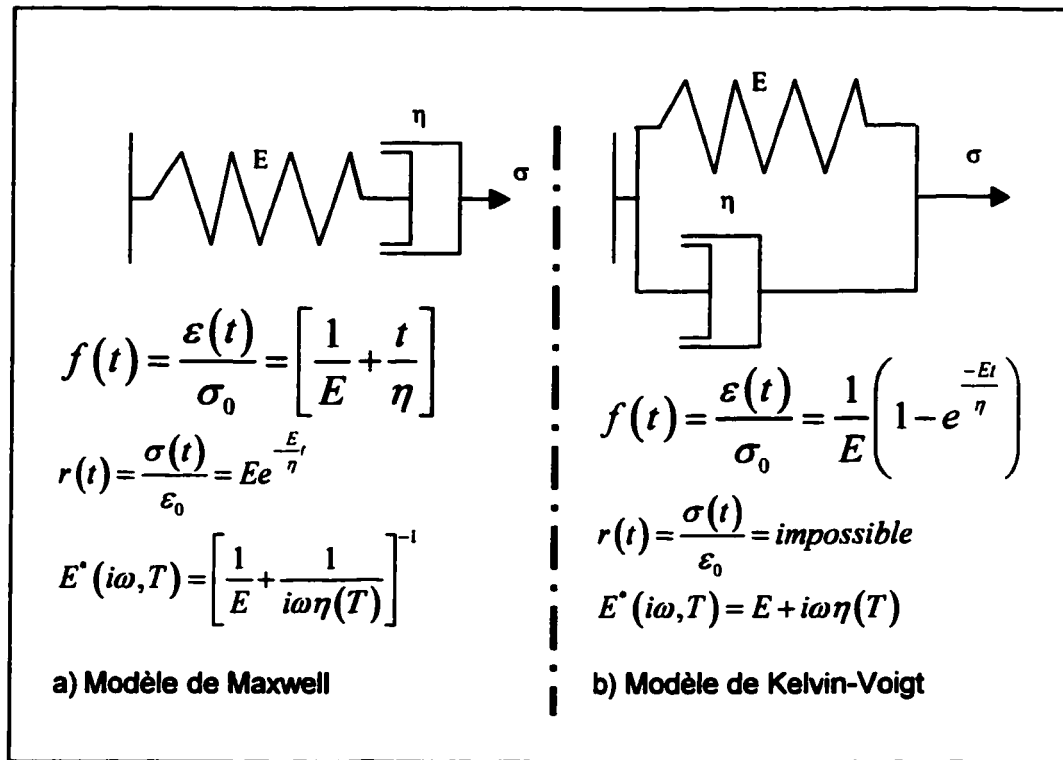 E
η
σ
f(t) = ε(t)/σ₀ = [1/E + t/η]
r(t) = σ(t)/ε₀ = Ee^(-(E/η)t)
E*(iω,T) = [1/E + 1/(iωη(T))]⁻¹
a) Modèle de Maxwell
E
η
σ
f(t) = ε(t)/σ₀ = 1/E (1 - e^(-Et/η))
r(t) = σ(t)/ε₀ = impossible
E*(iω,T) = E + iωη(T)
b) Modèle de Kelvin-Voigt